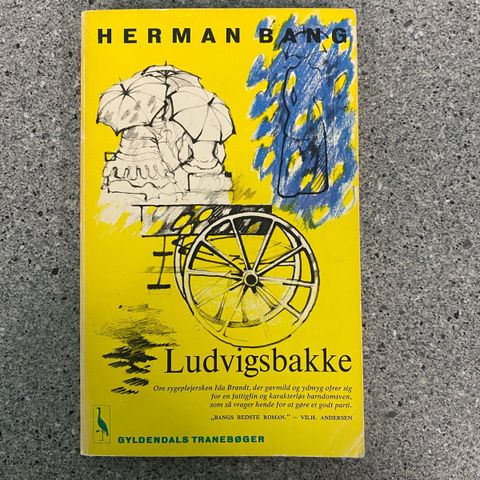 HERMAN BANG
Ludvigsbakke
Om sygeplejersken Ida Brandt, der gavmild og ydmyg ofrer sig
for en fattigfin og karakterløs barndomsven,
som så vrager hende for at gøre et godt parti.
„BANGS BEDSTE ROMAN." – VILH. ANDERSEN
GYLDENDALS TRANEBØGER